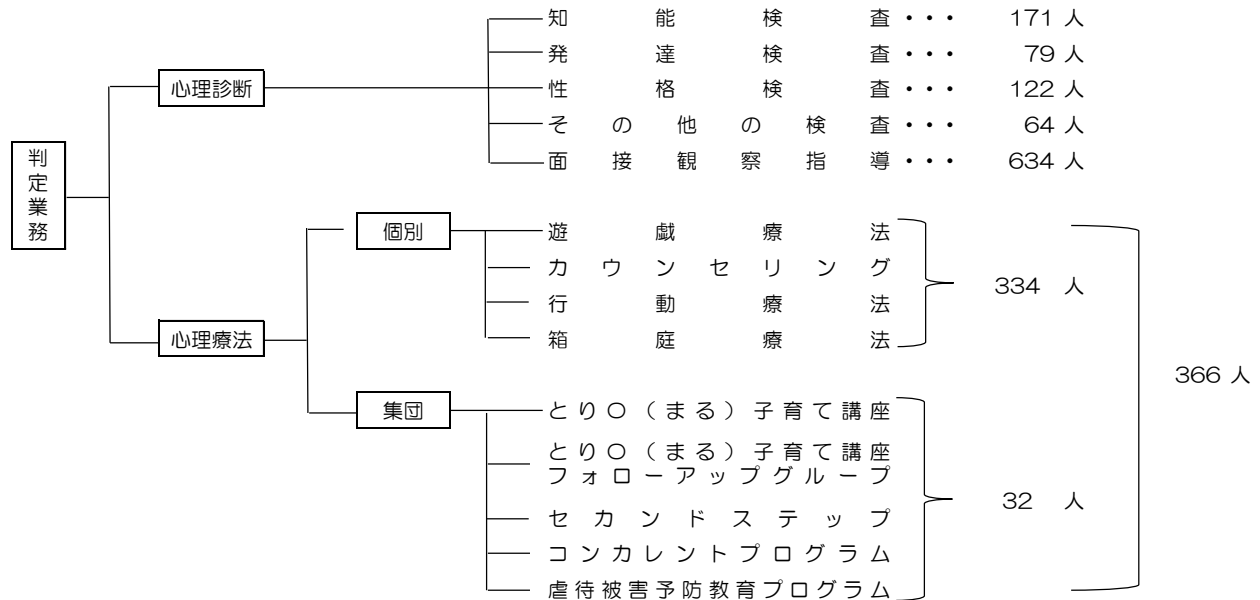 知能検査・・・ 171 人
発達検査・・・ 79 人
心理診断
性格検査・・・ 122 人
その他の検査・・・ 64 人
面接観察指導・・・ 634 人
判定業務
個別
遊戯療法
カウンセリング
行動療法
箱庭療法
334 人
心理療法
366 人
集団
とり〇(まる)子育て講座
とり〇(まる)子育て講座
フォローアップグループ
セカンドステップ
コンカレントプログラム
虐待被害予防教育プログラム
32 人